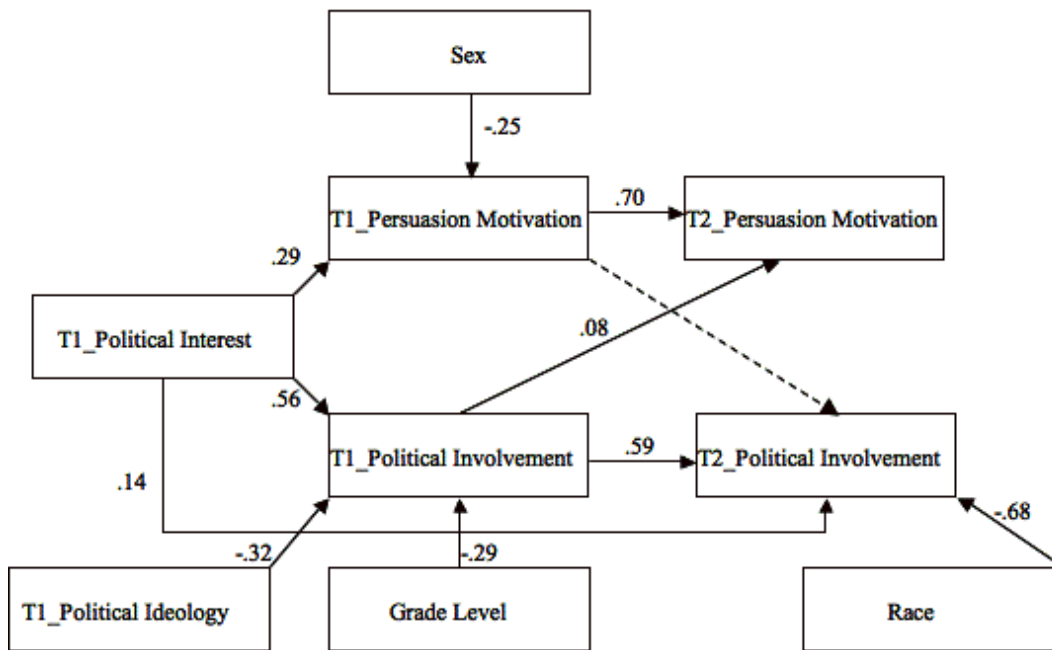 Sex
-.25
T1_Persuasion Motivation
.70
T2_Persuasion Motivation
.29
T1_Political Interest
.08
.56
T1_Political Involvement
.59
T2_Political Involvement
.14
-.32
-.29
-.68
T1_Political Ideology
Grade Level
Race